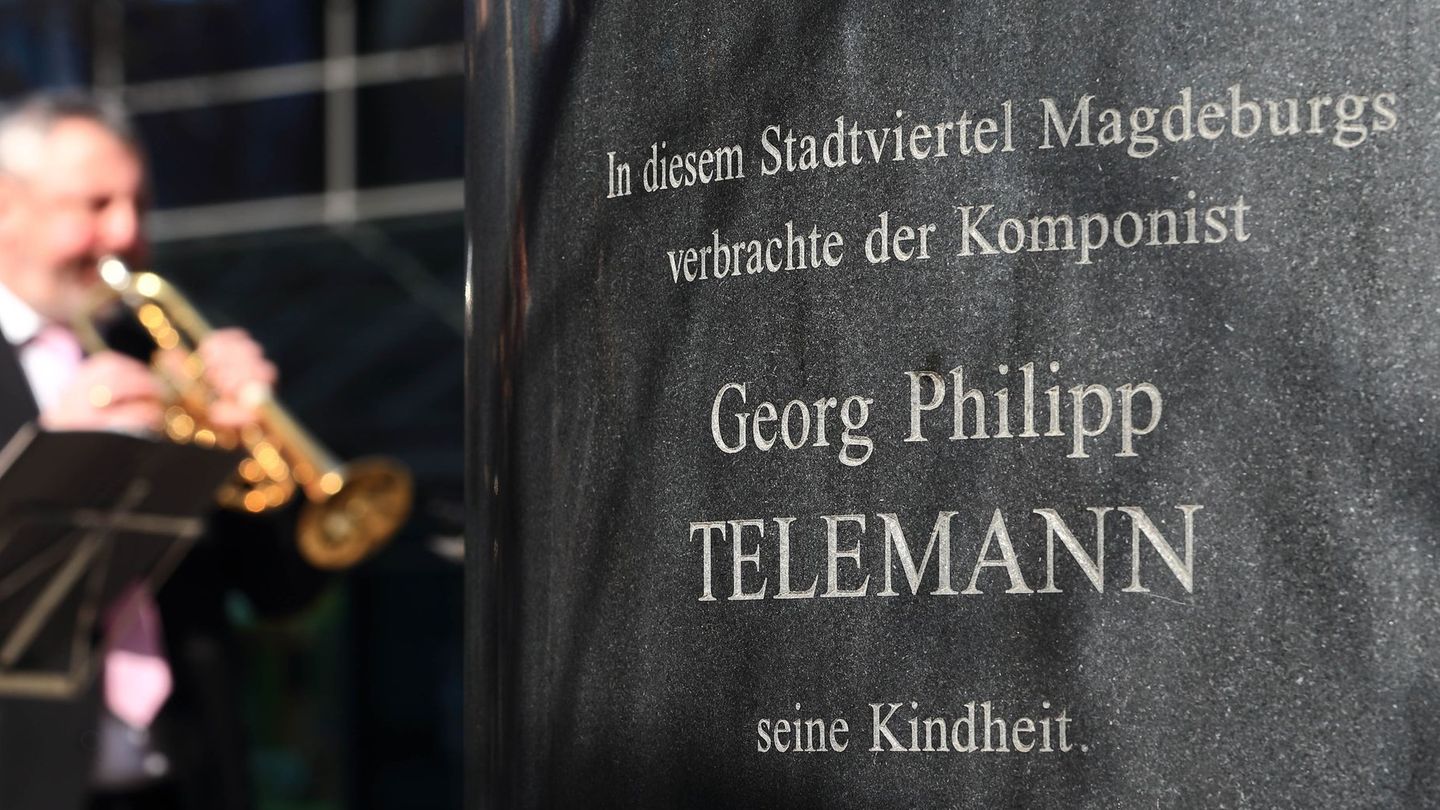 In diesem Stadtviertel Magdeburgs
verbrachte der Komponist
Georg Philipp
TELEMANN
seine Kindheit.